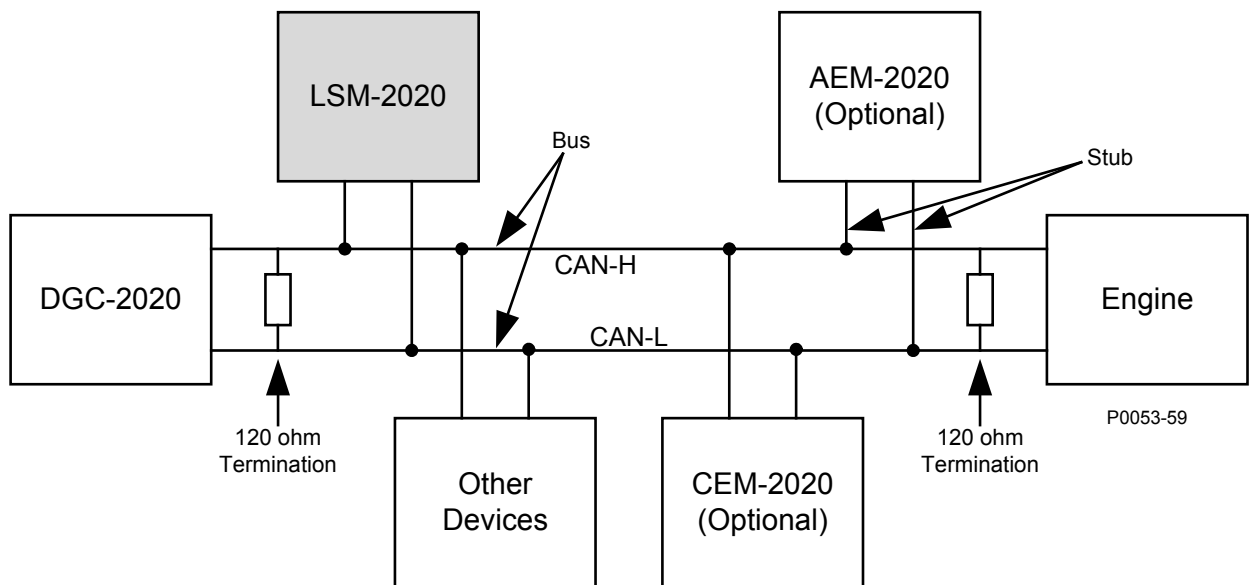 LSM-2020
AEM-2020
(Optional)
Bus
Stub
DGC-2020
CAN-H
Engine
CAN-L
P0053-59
120 ohm
Termination
120 ohm
Termination
Other
Devices
CEM-2020
(Optional)